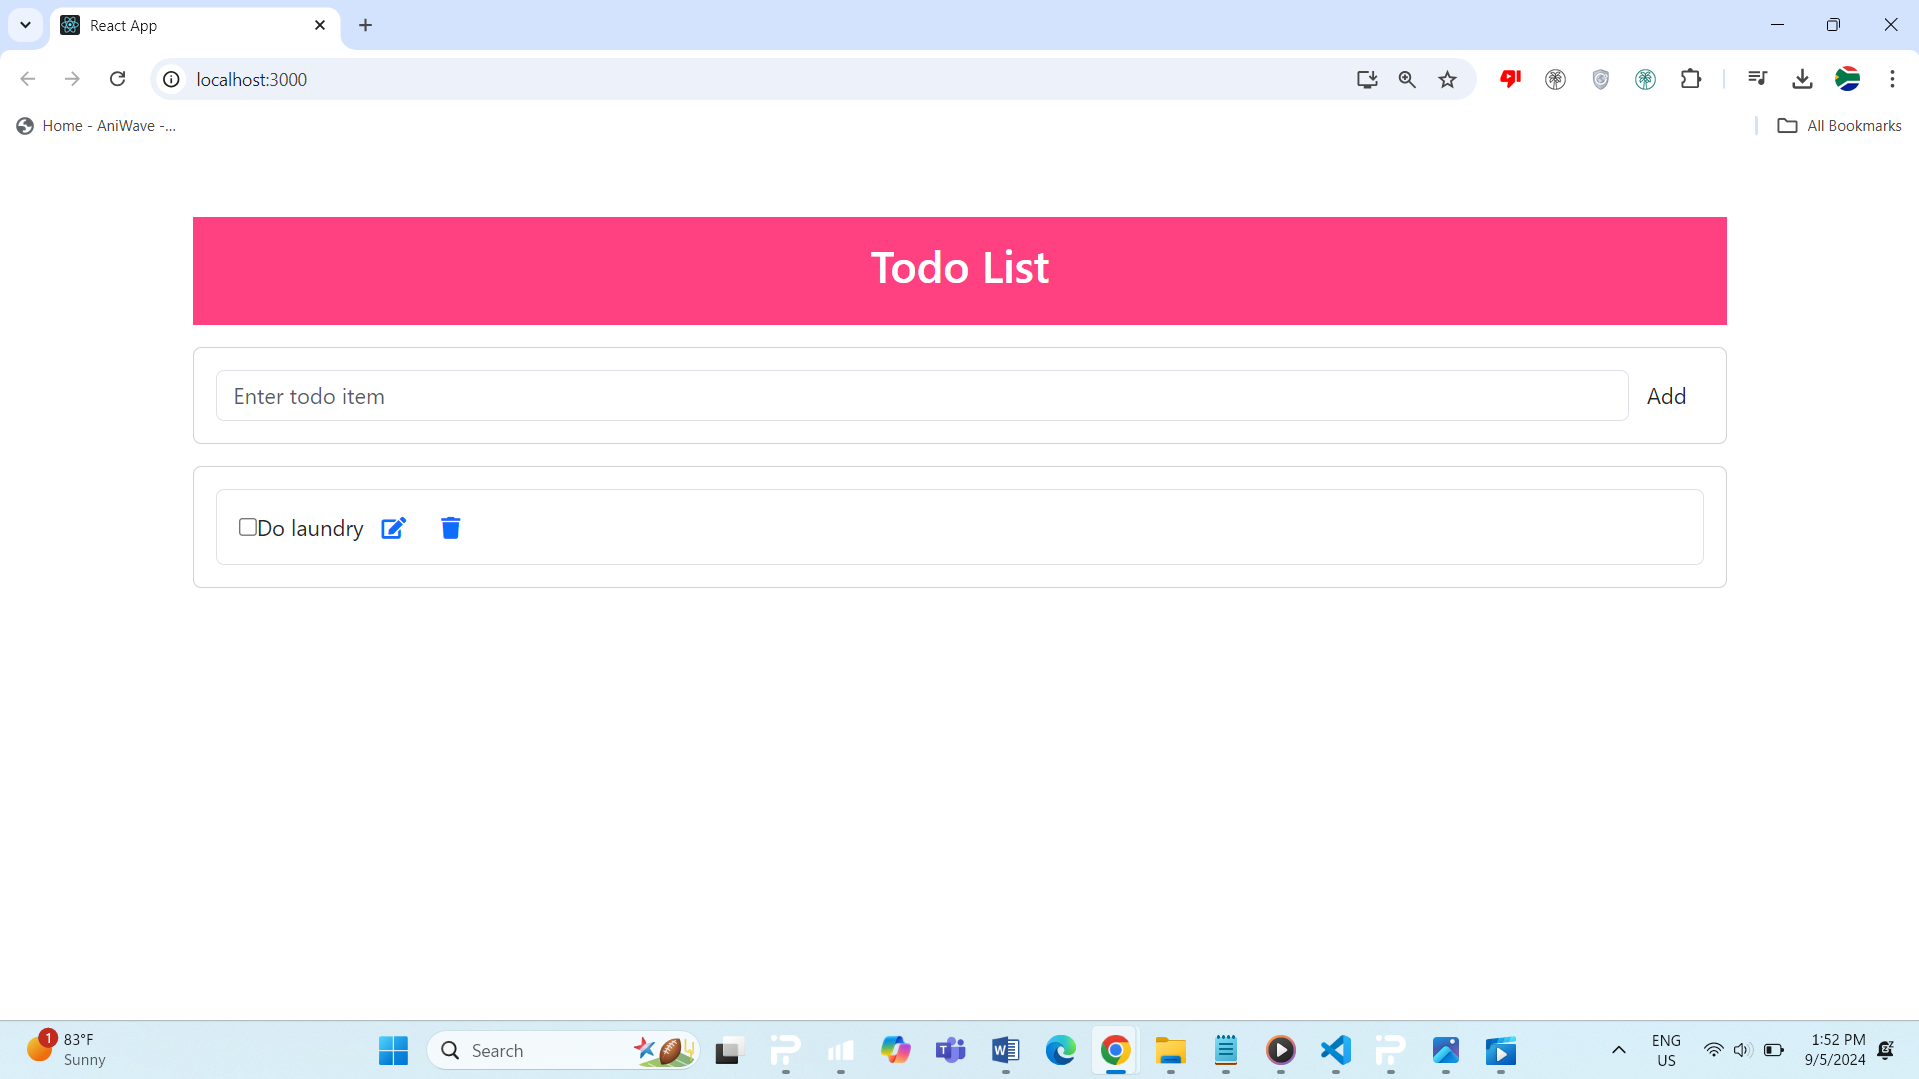 React App
localhost:3000
Home - AniWave -...
All Bookmarks
Todo List
Enter todo item
Add
Do laundry
1
83°F
Sunny
Search
ENG
US
1:52 PM
9/5/2024